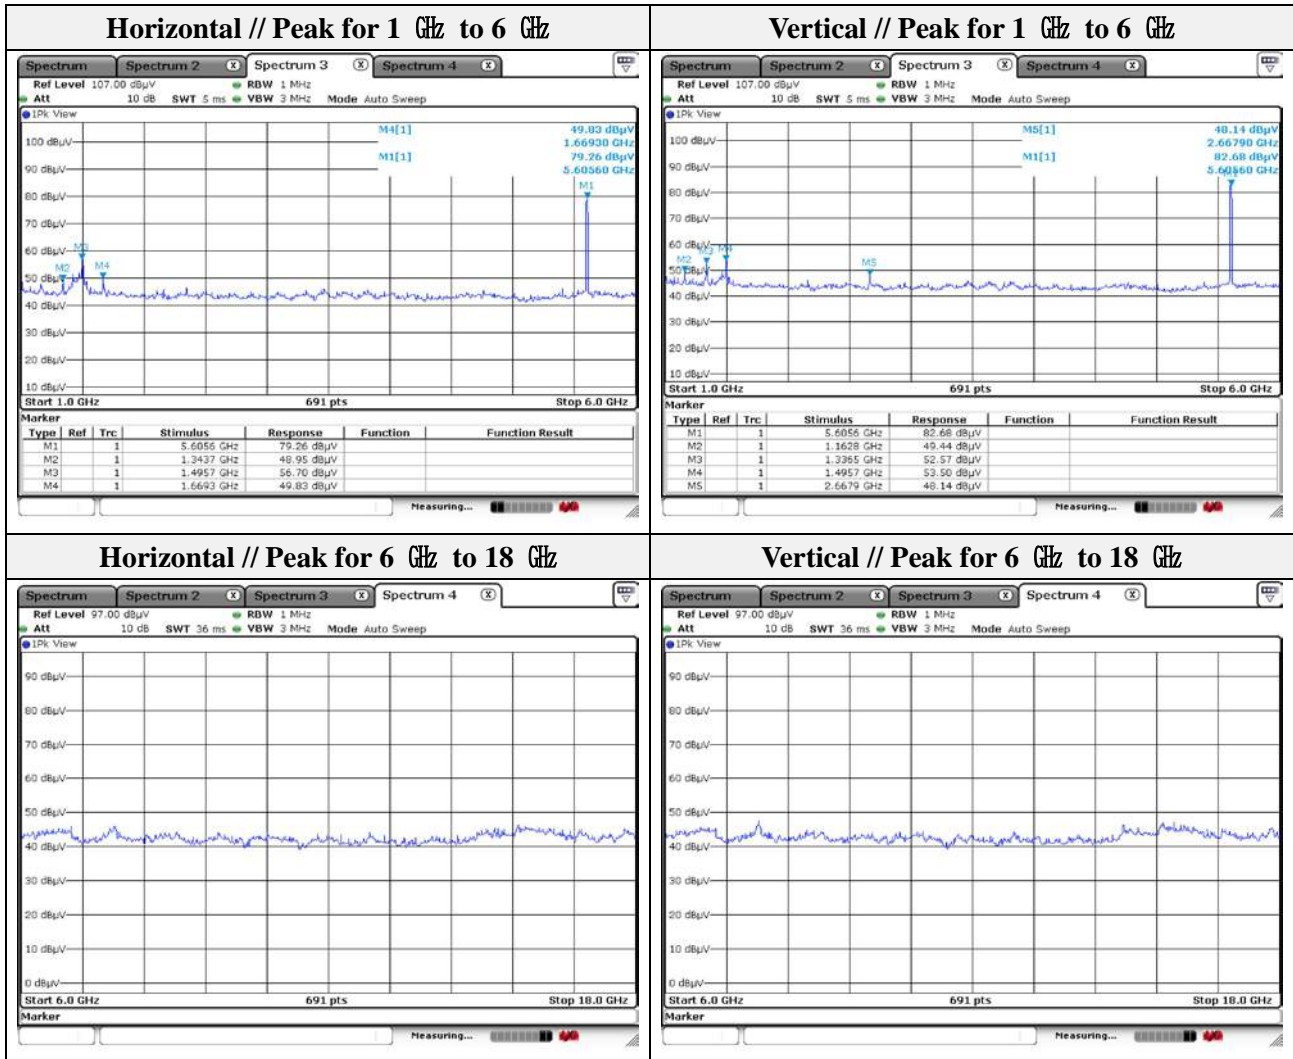 Horizontal // Peak for 1 ㎓ to 6 ㎓
Spectrum Spectrum 2 Spectrum 3 Spectrum 4
Ref Level 107.00 dBµV RBW 1 MHz
Att 10 dB SWT 5 ms VBW 3 MHz Mode Auto Sweep
1Pk View
M4[1] 49.83 dBµV
1.66930 GHz
M1[1] 79.26 dBµV
5.60560 GHz
100 dBµV
90 dBµV
80 dBµV
70 dBµV
60 dBµV
50 dBµV
40 dBµV
30 dBµV
20 dBµV
10 dBµV
M1
M3
M2
M4
Start 1.0 GHz 691 pts Stop 6.0 GHz
Marker
Type Ref Trc Stimulus Response Function Function Result
M1 1 5.6056 GHz 79.26 dBµV
M2 1 1.3437 GHz 48.95 dBµV
M3 1 1.4957 GHz 56.70 dBµV
M4 1 1.6693 GHz 49.83 dBµV
Measuring...
Vertical // Peak for 1 ㎓ to 6 ㎓
Spectrum Spectrum 2 Spectrum 3 Spectrum 4
Ref Level 107.00 dBµV RBW 1 MHz
Att 10 dB SWT 5 ms VBW 3 MHz Mode Auto Sweep
1Pk View
M5[1] 48.14 dBµV
2.66790 GHz
M1[1] 82.68 dBµV
5.60560 GHz
100 dBµV
90 dBµV
80 dBµV
70 dBµV
60 dBµV
50 dBµV
40 dBµV
30 dBµV
20 dBµV
10 dBµV
M1
M2
M3
M4
M5
Start 1.0 GHz 691 pts Stop 6.0 GHz
Marker
Type Ref Trc Stimulus Response Function Function Result
M1 1 5.6056 GHz 82.68 dBµV
M2 1 1.1628 GHz 49.44 dBµV
M3 1 1.3365 GHz 52.57 dBµV
M4 1 1.4957 GHz 53.50 dBµV
M5 1 2.6679 GHz 48.14 dBµV
Measuring...
Horizontal // Peak for 6 ㎓ to 18 ㎓
Spectrum Spectrum 2 Spectrum 3 Spectrum 4
Ref Level 97.00 dBµV RBW 1 MHz
Att 10 dB SWT 36 ms VBW 3 MHz Mode Auto Sweep
1Pk View
90 dBµV
80 dBµV
70 dBµV
60 dBµV
50 dBµV
40 dBµV
30 dBµV
20 dBµV
10 dBµV
0 dBµV
Start 6.0 GHz 691 pts Stop 18.0 GHz
Marker
Measuring...
Vertical // Peak for 6 ㎓ to 18 ㎓
Spectrum Spectrum 2 Spectrum 3 Spectrum 4
Ref Level 97.00 dBµV RBW 1 MHz
Att 10 dB SWT 36 ms VBW 3 MHz Mode Auto Sweep
1Pk View
90 dBµV
80 dBµV
70 dBµV
60 dBµV
50 dBµV
40 dBµV
30 dBµV
20 dBµV
10 dBµV
0 dBµV
Start 6.0 GHz 691 pts Stop 18.0 GHz
Marker
Measuring...